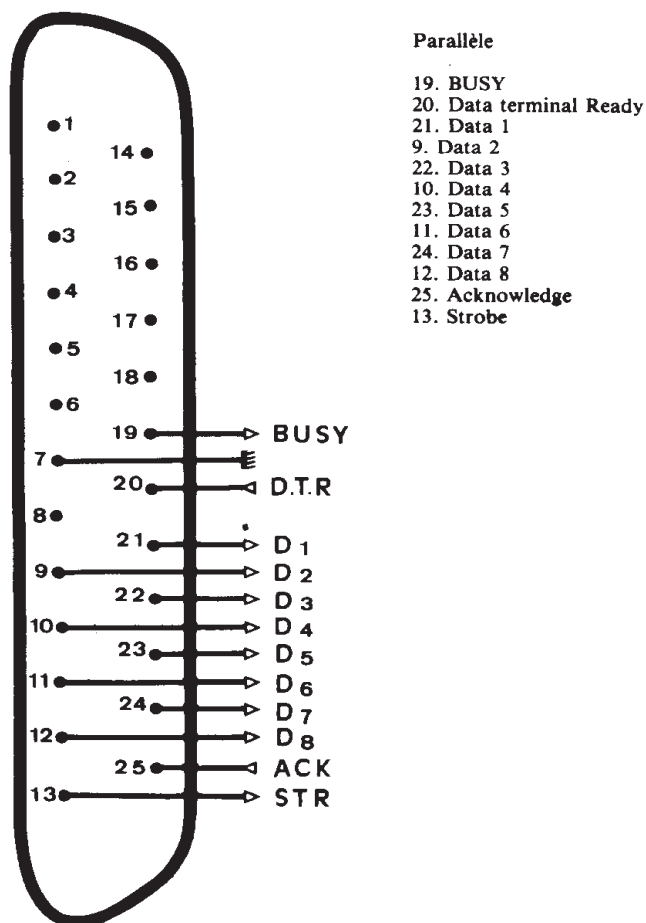 Parallèle
19. BUSY
20. Data terminal Ready
21. Data 1
9. Data 2
22. Data 3
10. Data 4
23. Data 5
11. Data 6
24. Data 7
12. Data 8
25. Acknowledge
13. Strobe
1
14
2
15
3
16
4
17
5
18
6
19 BUSY
7
20 D.T.R
8
21 D1
9 D2
22 D3
10 D4
23 D5
11 D6
24 D7
12 D8
25 ACK
13 STR